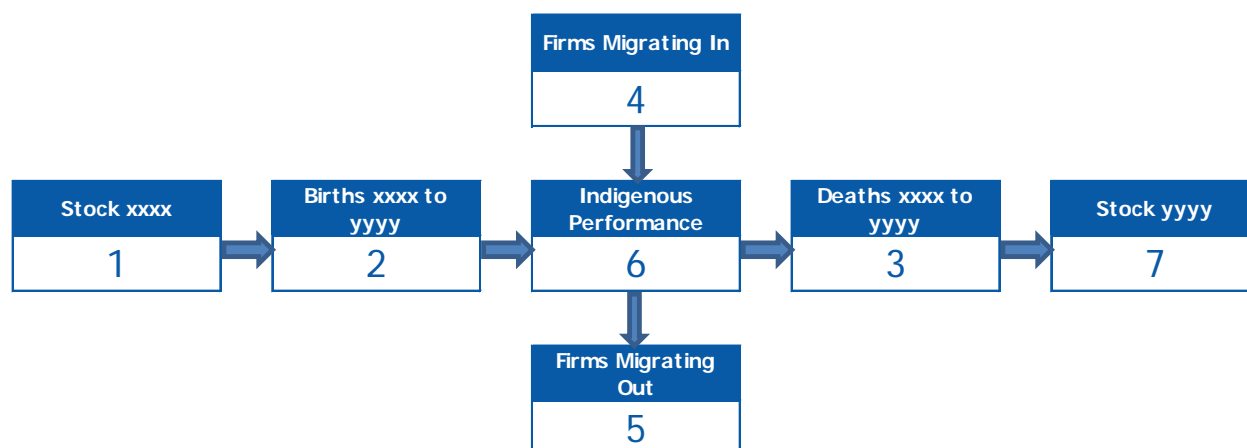 Firms Migrating In
4
Stock xxxx
1
Births xxxx to
yyyy
2
Indigenous
Performance
6
Deaths xxxx to
yyyy
3
Stock yyyy
7
Firms Migrating
Out
5